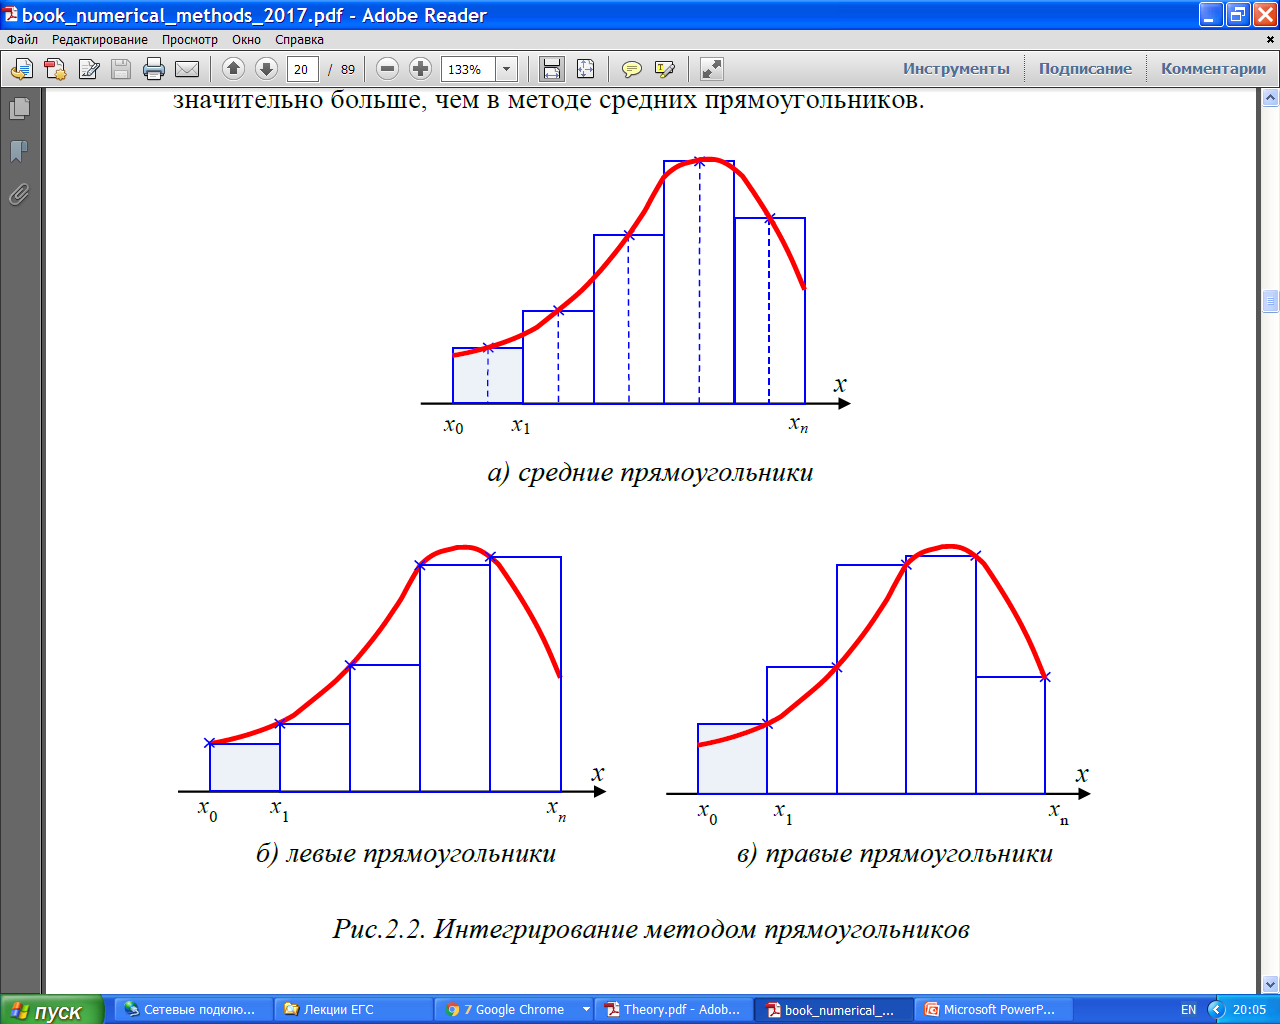 book_numerical_methods_2017.pdf - Adobe Reader
Файл Редактирование Просмотр Окно Справка
20 / 89 133% Инструменты Подписание Комментарии
значительно больше, чем в методе средних прямоугольников.
x
x0 x1 xn
а) средние прямоугольники
x x
x0 x1 xn x0 x1 xn
б) левые прямоугольники в) правые прямоугольники
Рис.2.2. Интегрирование методом прямоугольников
пуск Сетевые подклю... Лекции ЕГС 7 Google Chrome Theory.pdf - Adob... book_numerical_... Microsoft PowerP... EN 20:05